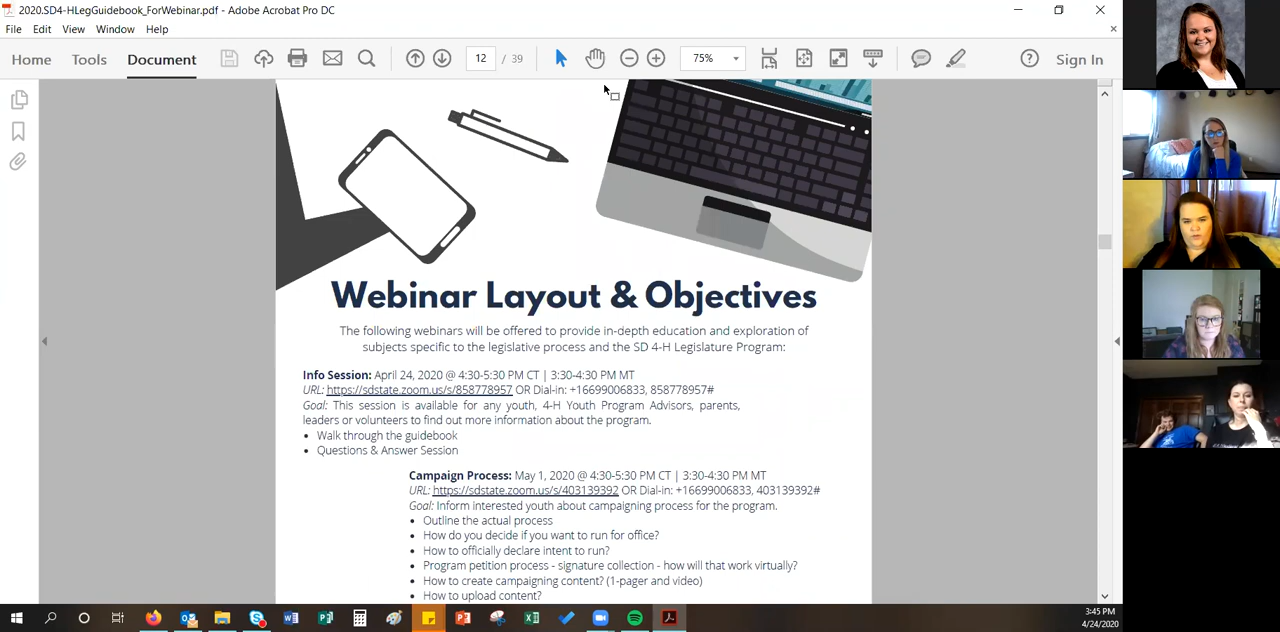 2020.SD4-HLegGuidebook_ForWebinar.pdf - Adobe Acrobat Pro DC
File Edit View Window Help
Home Tools Document 12 / 39 75% Sign In
Webinar Layout & Objectives
The following webinars will be offered to provide in-depth education and exploration of
subjects specific to the legislative process and the SD 4-H Legislature Program:
Info Session: April 24, 2020 @ 4:30-5:30 PM CT | 3:30-4:30 PM MT
URL: https://sdstate.zoom.us/s/858778957 OR Dial-in: +16699006833, 858778957#
Goal: This session is available for any youth, 4-H Youth Program Advisors, parents,
leaders or volunteers to find out more information about the program.
• Walk through the guidebook
• Questions & Answer Session
Campaign Process: May 1, 2020 @ 4:30-5:30 PM CT | 3:30-4:30 PM MT
URL: https://sdstate.zoom.us/s/403139392 OR Dial-in: +16699006833, 403139392#
Goal: Inform interested youth about campaigning process for the program.
• Outline the actual process
• How do you decide if you want to run for office?
• How to officially declare intent to run?
• Program petition process - signature collection - how will that work virtually?
• How to create campaigning content? (1-pager and video)
• How to upload content?
3:45 PM
4/24/2020